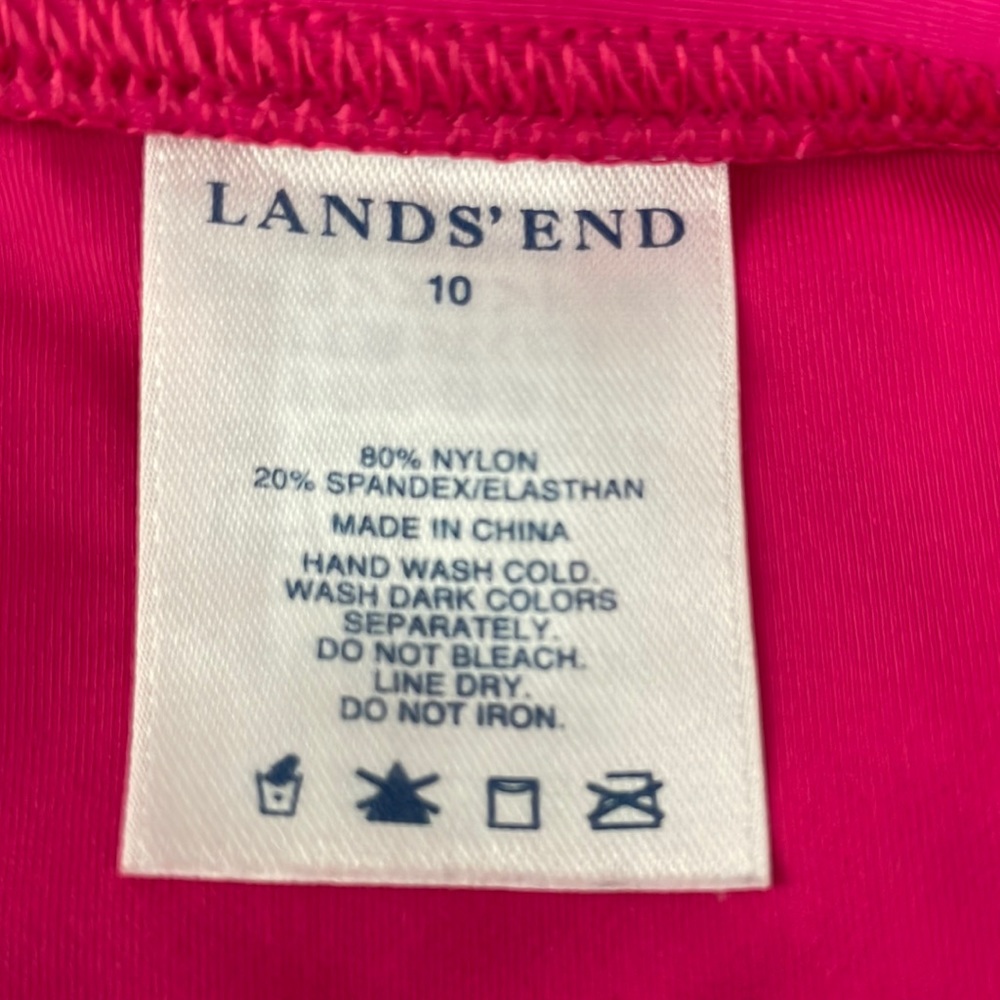 LANDS' END
10
80% NYLON
20% SPANDEX/ELASTHAN
MADE IN CHINA
HAND WASH COLD.
WASH DARK COLORS
SEPARATELY.
DO NOT BLEACH.
LINE DRY.
DO NOT IRON.